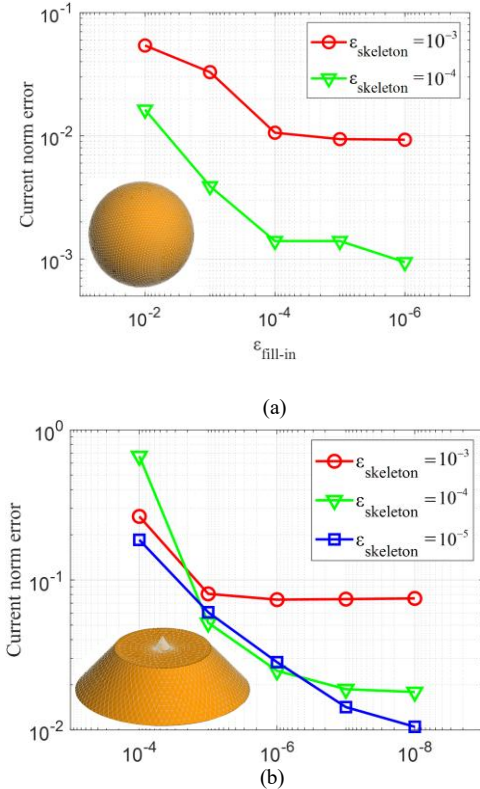 10⁻¹
ε_skeleton = 10⁻³
ε_skeleton = 10⁻⁴
10⁻²
10⁻³
Current norm error
10⁻² 10⁻⁴ 10⁻⁶
ε_fill-in
(a)
10⁰
ε_skeleton = 10⁻³
ε_skeleton = 10⁻⁴
ε_skeleton = 10⁻⁵
10⁻¹
10⁻²
Current norm error
10⁻⁴ 10⁻⁶ 10⁻⁸
(b)